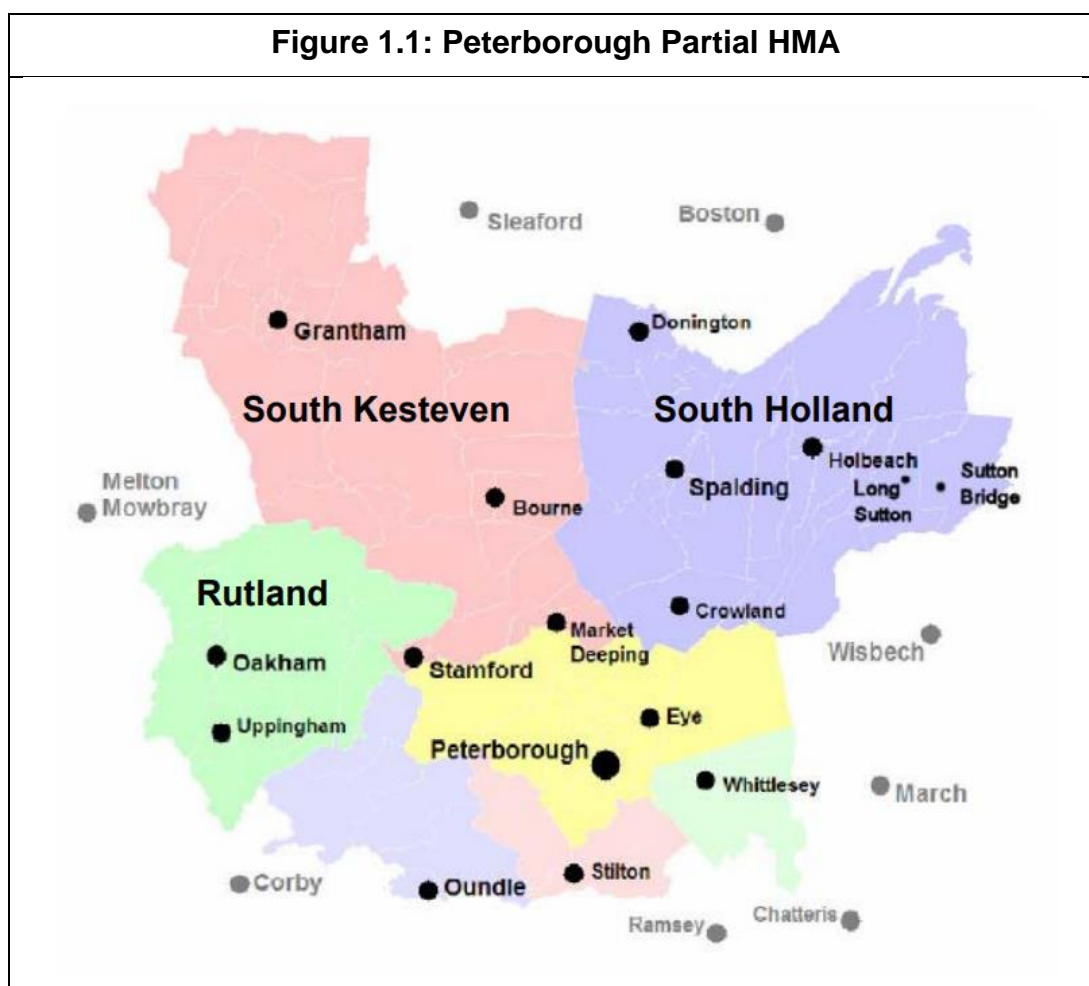 Figure 1.1: Peterborough Partial HMA
Sleaford
Boston
Grantham
Donington
South Kesteven
South Holland
Melton
Mowbray
Bourne
Spalding
Holbeach
Long
Sutton
Sutton
Bridge
Rutland
Crowland
Market
Deeping
Wisbech
Oakham
Stamford
Uppingham
Eye
Peterborough
Whittlesey
March
Corby
Oundle
Stilton
Ramsey
Chatteris